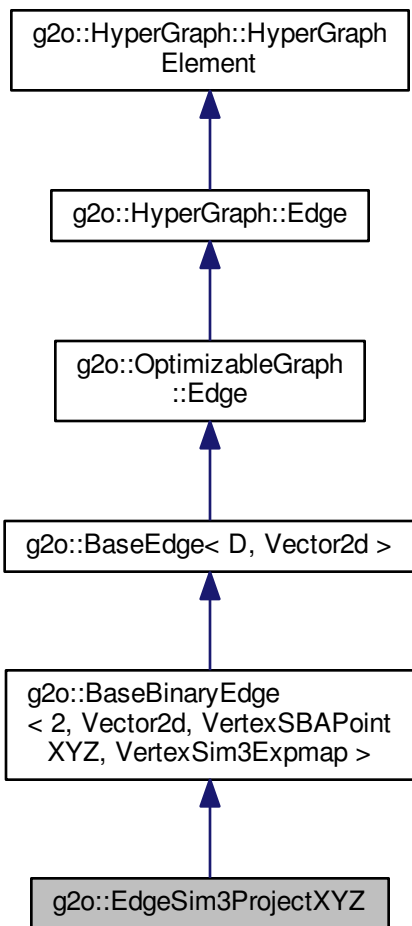 g2o::HyperGraph::HyperGraph
Element
g2o::HyperGraph::Edge
g2o::OptimizableGraph
::Edge
g2o::BaseEdge< D, Vector2d >
g2o::BaseBinaryEdge
< 2, Vector2d, VertexSBAPoint
XYZ, VertexSim3Expmap >
g2o::EdgeSim3ProjectXYZ